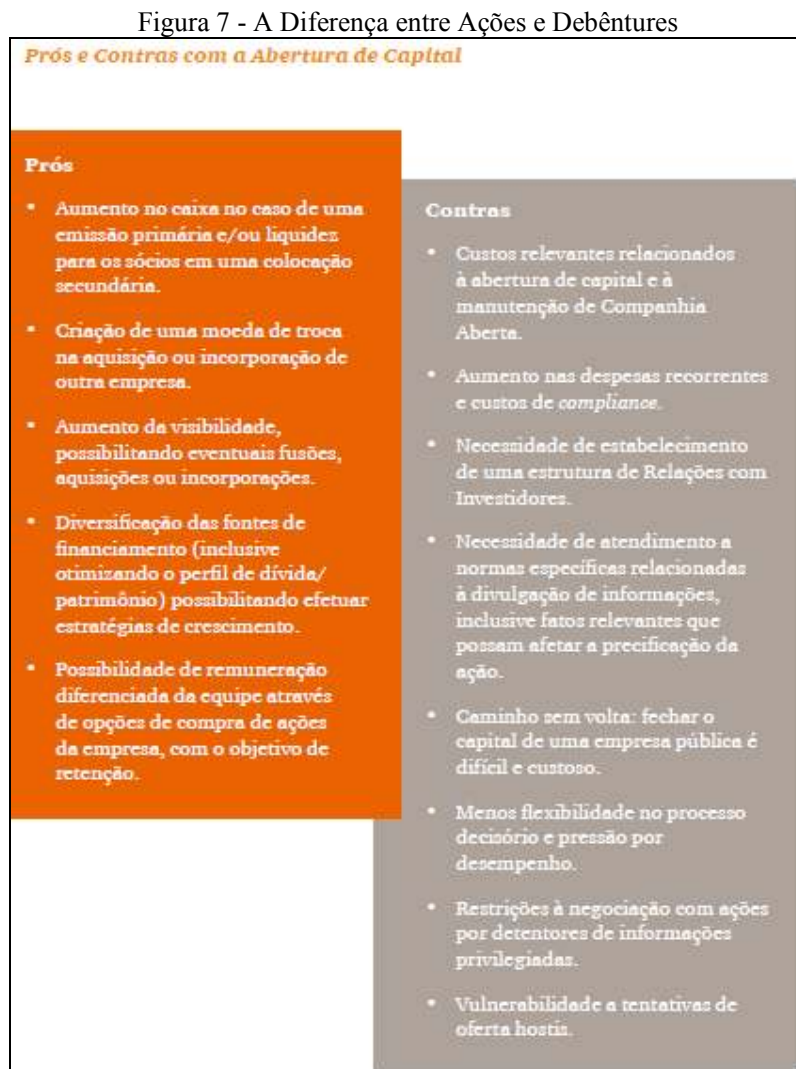 Figura 7 - A Diferença entre Ações e Debêntures
Prós e Contras com a Abertura de Capital
Prós
• Aumento no caixa no caso de uma
emissão primária e/ou liquidez
para os sócios em uma colocação
secundária.
• Criação de uma moeda de troca
na aquisição ou incorporação de
outra empresa.
• Aumento da visibilidade,
possibilitando eventuais fusões,
aquisições ou incorporações.
• Diversificação das fontes de
financiamento (inclusive
otimizando o perfil de dívida/
patrimônio) possibilitando efetuar
estratégias de crescimento.
• Possibilidade de remuneração
diferenciada da equipe através
de opções de compra de ações
da empresa, com o objetivo de
retenção.
Contras
• Custos relevantes relacionados
à abertura de capital e à
manutenção de Companhia
Aberta.
• Aumento nas despesas recorrentes
e custos de compliance.
• Necessidade de estabelecimento
de uma estrutura de Relações com
Investidores.
• Necessidade de atendimento a
normas específicas relacionadas
à divulgação de informações,
inclusive fatos relevantes que
possam afetar a precificação da
ação.
• Caminho sem volta: fechar o
capital de uma empresa pública é
difícil e custoso.
• Menos flexibilidade no processo
decisório e pressão por
desempenho.
• Restrições à negociação com ações
por detentores de informações
privilegiadas.
• Vulnerabilidade a tentativas de
oferta hostis.